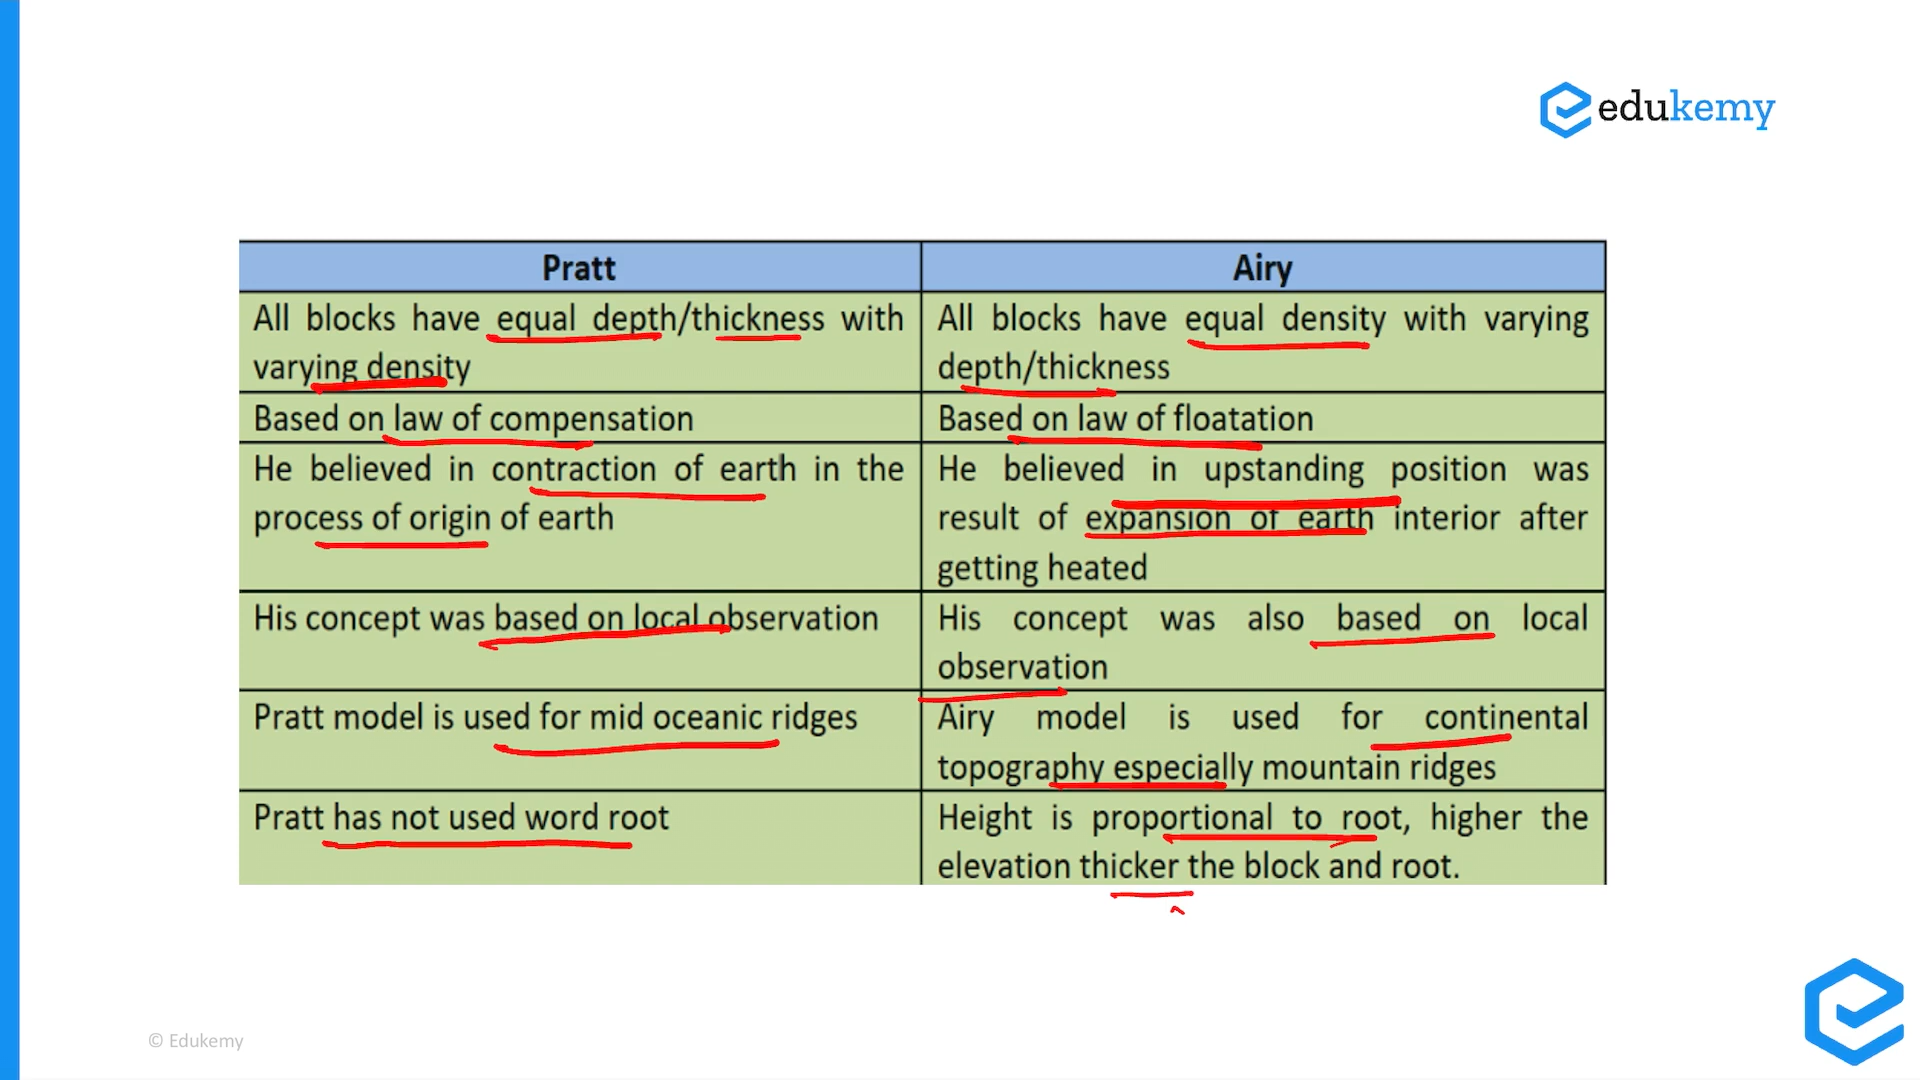 edukemy
Pratt
Airy
All blocks have equal depth/thickness with
varying density
All blocks have equal density with varying
depth/thickness
Based on law of compensation
Based on law of floatation
He believed in contraction of earth in the
process of origin of earth
He believed in upstanding position was
result of expansion of earth interior after
getting heated
His concept was based on local observation
His concept was also based on local
observation
Pratt model is used for mid oceanic ridges
Airy model is used for continental
topography especially mountain ridges
Pratt has not used word root
Height is proportional to root, higher the
elevation thicker the block and root.
© Edukemy